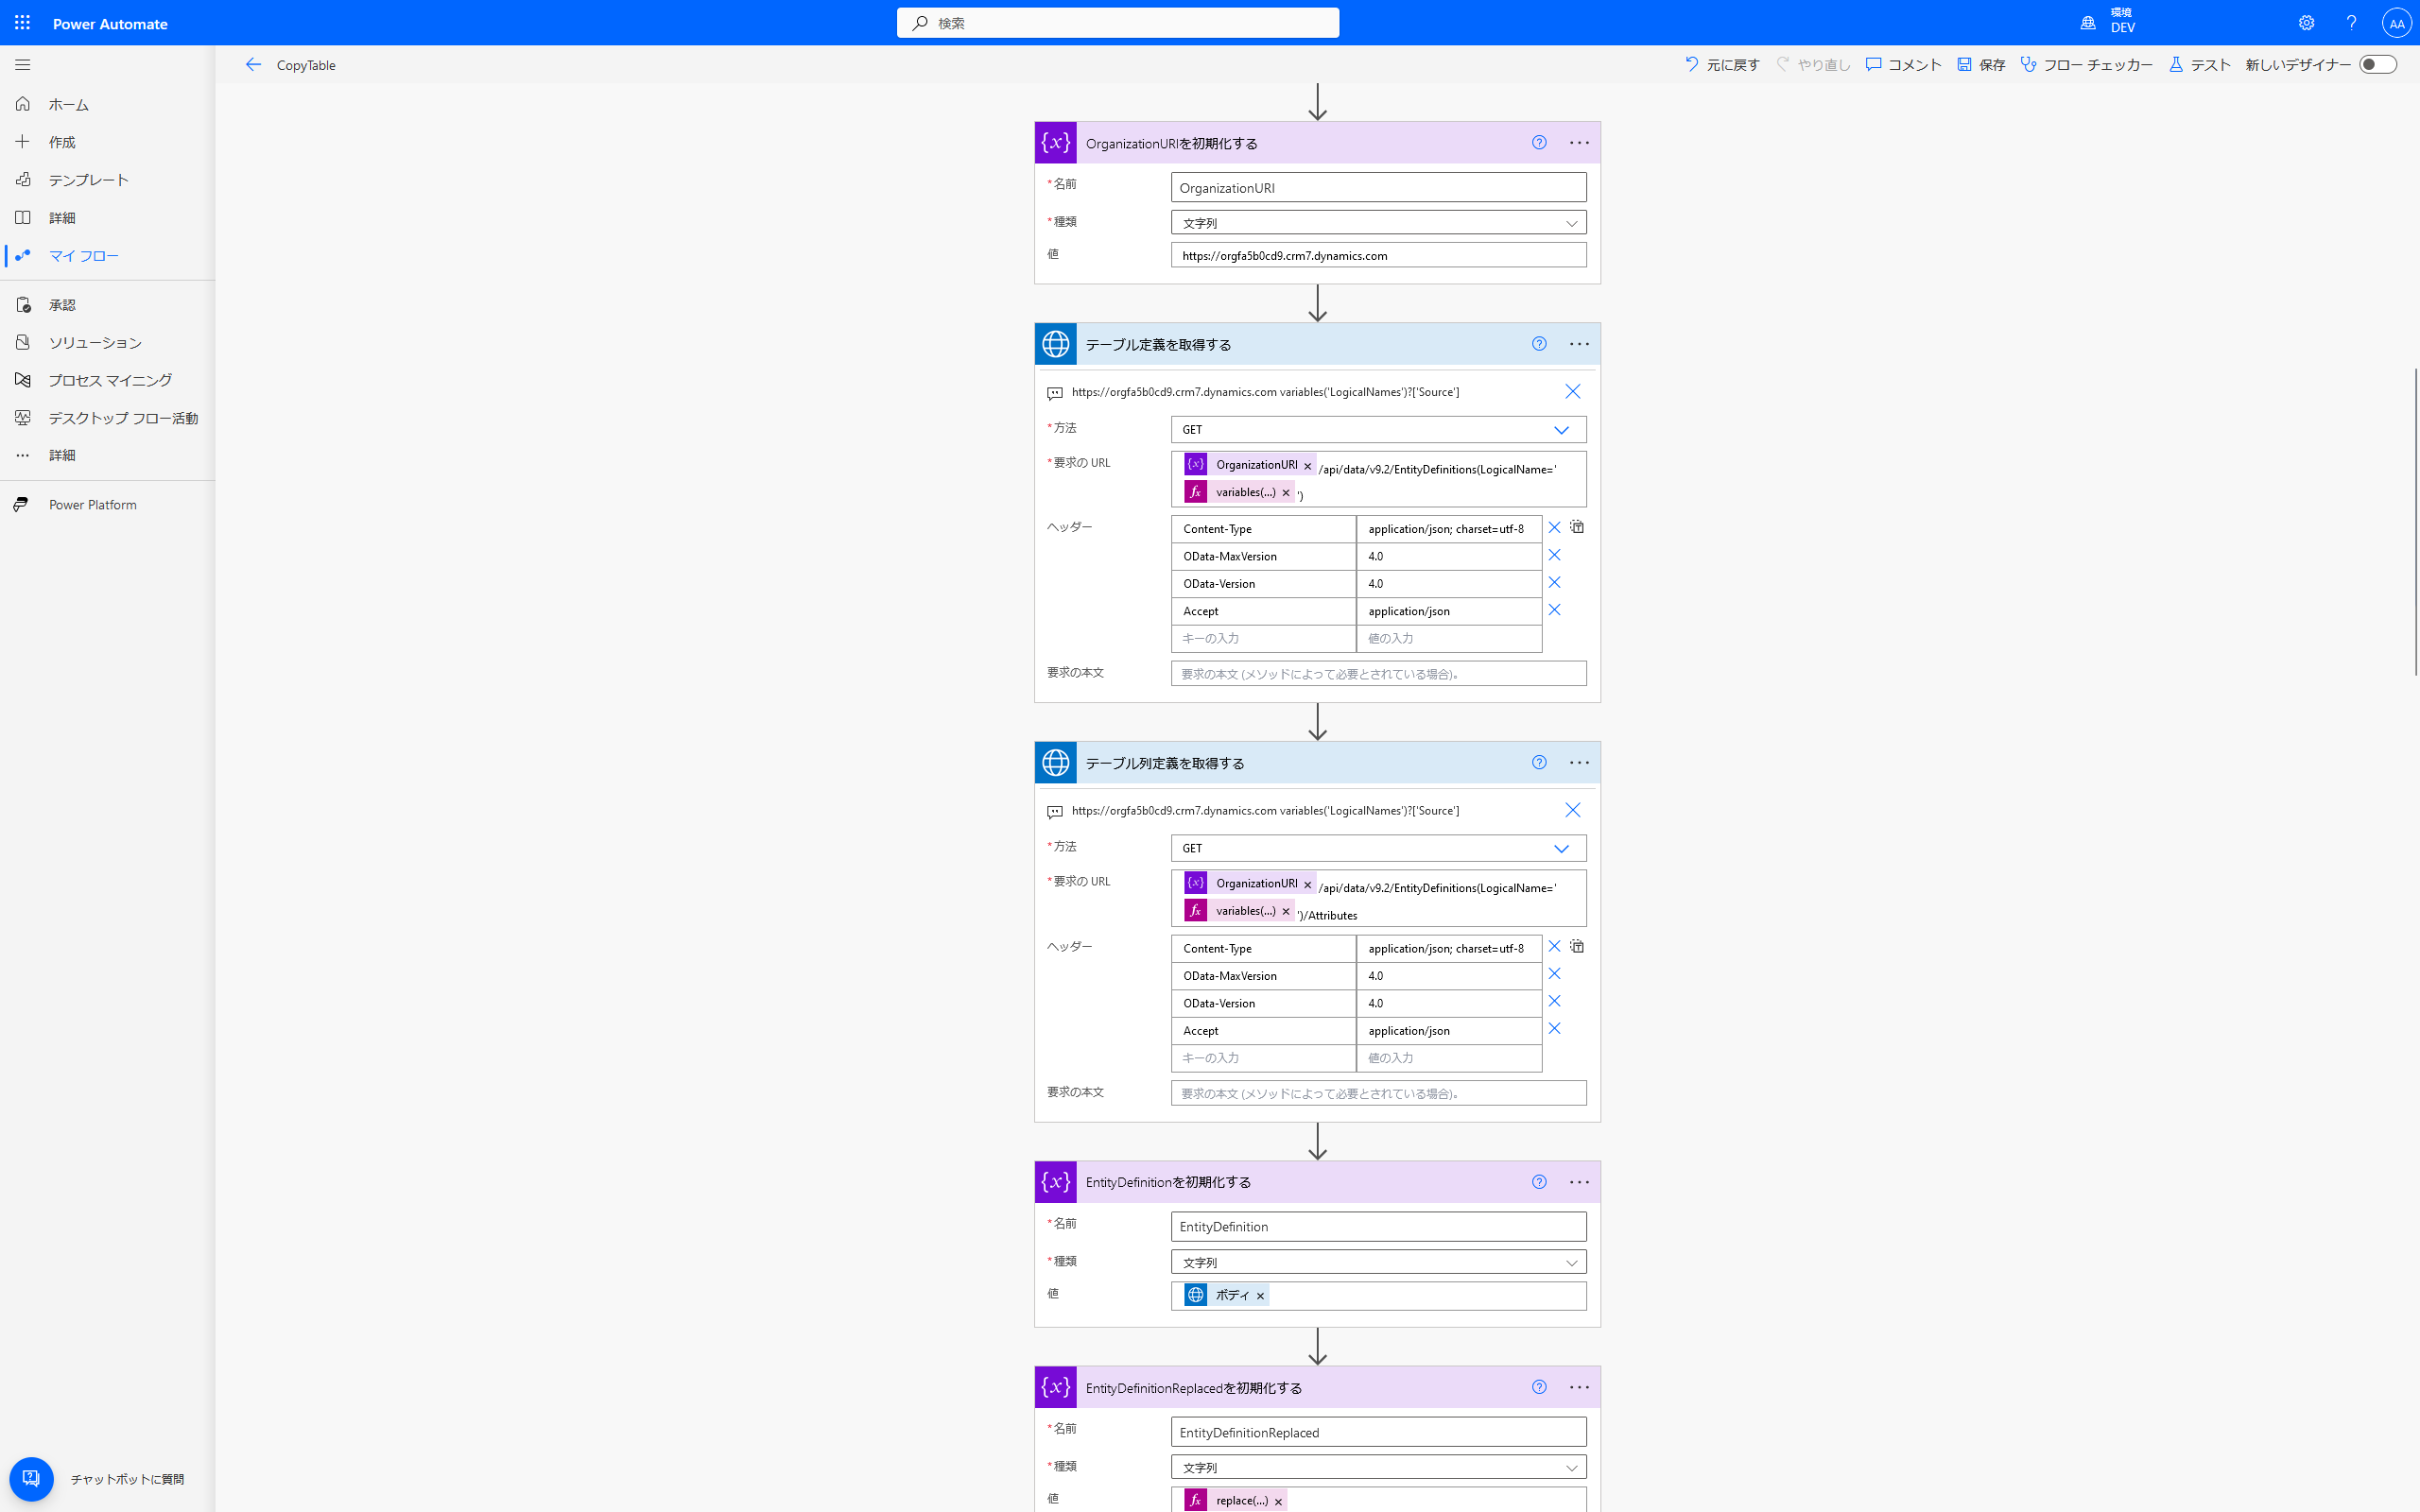 Power Automate
検索
環境
DEV
AA
CopyTable
元に戻す
やり直し
コメント
保存
フロー チェッカー
テスト
新しいデザイナー
ホーム
作成
テンプレート
詳細
マイ フロー
承認
ソリューション
プロセス マイニング
デスクトップ フロー活動
詳細
Power Platform
チャットボットに質問
{x} OrganizationURIを初期化する
*名前 OrganizationURI
*種類 文字列
値 https://orgfa5b0cd9.crm7.dynamics.com
テーブル定義を取得する
https://orgfa5b0cd9.crm7.dynamics.com variables('LogicalNames')?['Source']
*方法 GET
*要求の URL {x} OrganizationURI × /api/data/v9.2/EntityDefinitions(LogicalName='
fx variables(...) × ')
ヘッダー Content-Type application/json; charset=utf-8
OData-MaxVersion 4.0
OData-Version 4.0
Accept application/json
キーの入力 値の入力
要求の本文 要求の本文 (メソッドによって必要とされている場合)。
テーブル列定義を取得する
https://orgfa5b0cd9.crm7.dynamics.com variables('LogicalNames')?['Source']
*方法 GET
*要求の URL {x} OrganizationURI × /api/data/v9.2/EntityDefinitions(LogicalName='
fx variables(...) × ')/Attributes
ヘッダー Content-Type application/json; charset=utf-8
OData-MaxVersion 4.0
OData-Version 4.0
Accept application/json
キーの入力 値の入力
要求の本文 要求の本文 (メソッドによって必要とされている場合)。
{x} EntityDefinitionを初期化する
*名前 EntityDefinition
*種類 文字列
値 ボディ ×
{x} EntityDefinitionReplacedを初期化する
*名前 EntityDefinitionReplaced
*種類 文字列
値 fx replace(...) ×